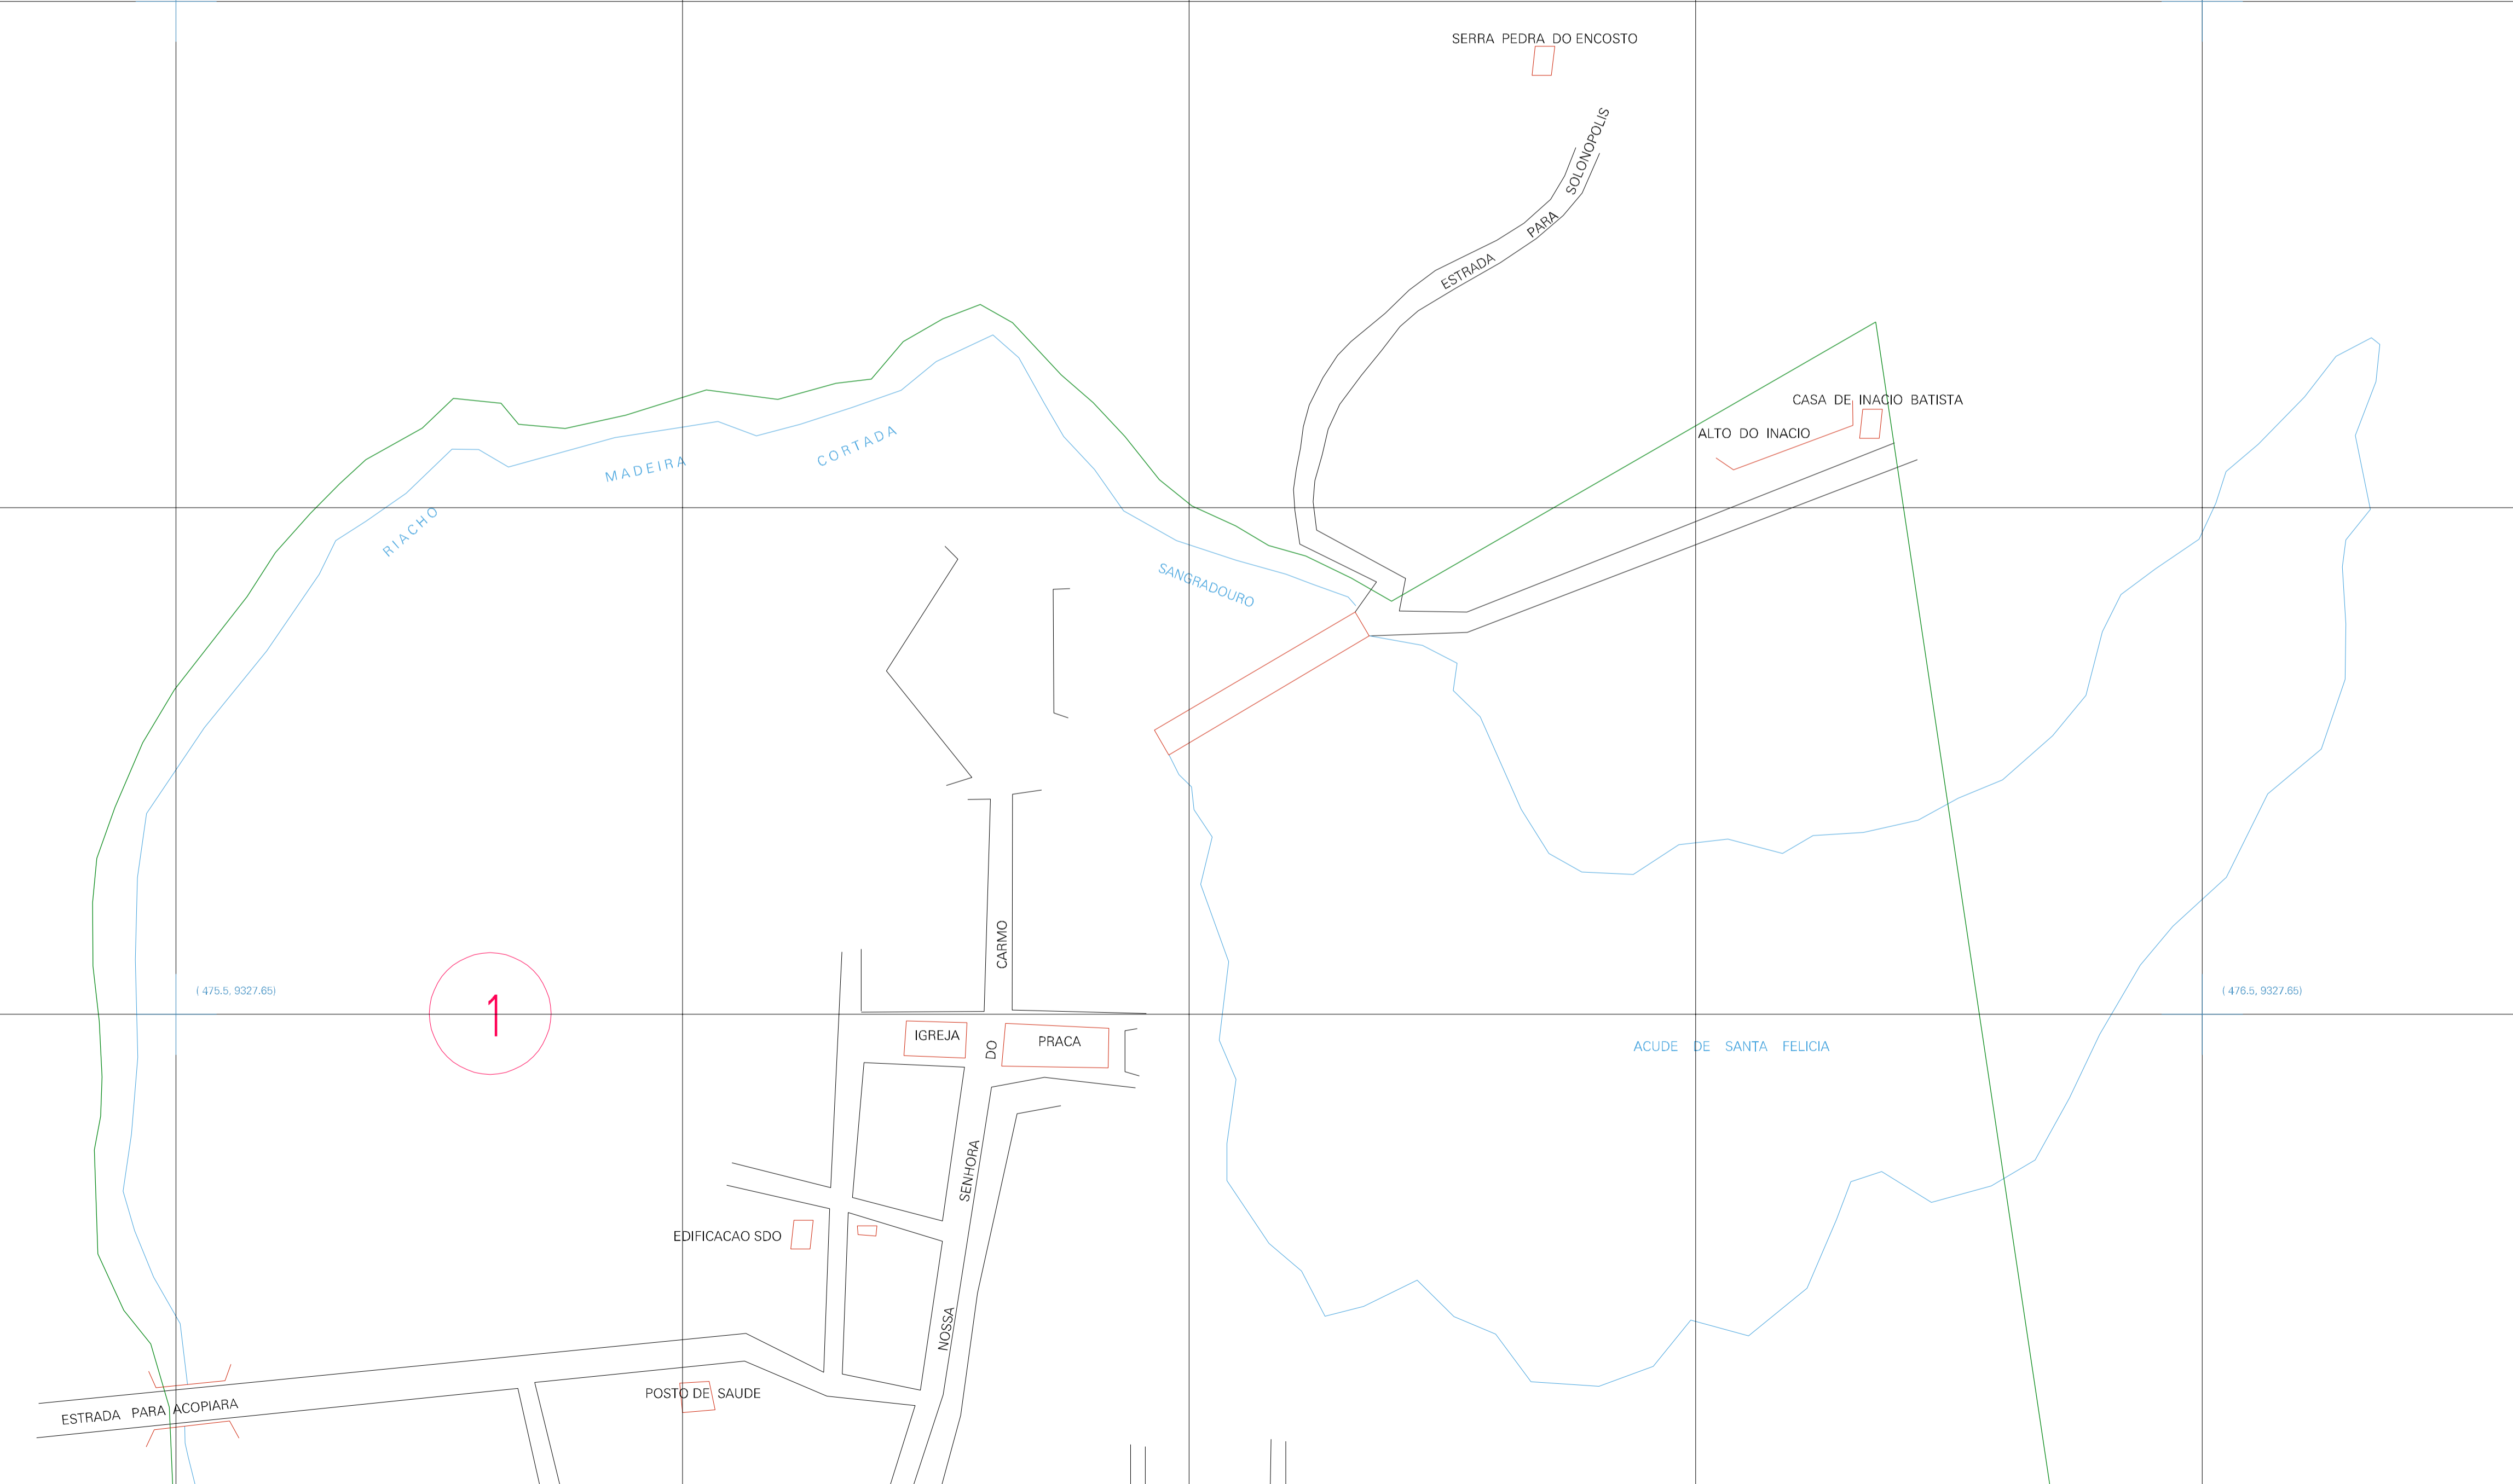 SERRA PEDRA DO ENCOSTO
ESTRADA PARA SOLONOPOLIS
CASA DE INACIO BATISTA
ALTO DO INACIO
RIACHO MADEIRA CORTADA
SANGRADOURO
( 475.5, 9327.65)
( 476.5, 9327.65)
1
IGREJA
PRACA
ACUDE DE SANTA FELICIA
NOSSA SENHORA DO CARMO
EDIFICACAO SDO
POSTO DE SAUDE
ESTRADA PARA ACOPIARA